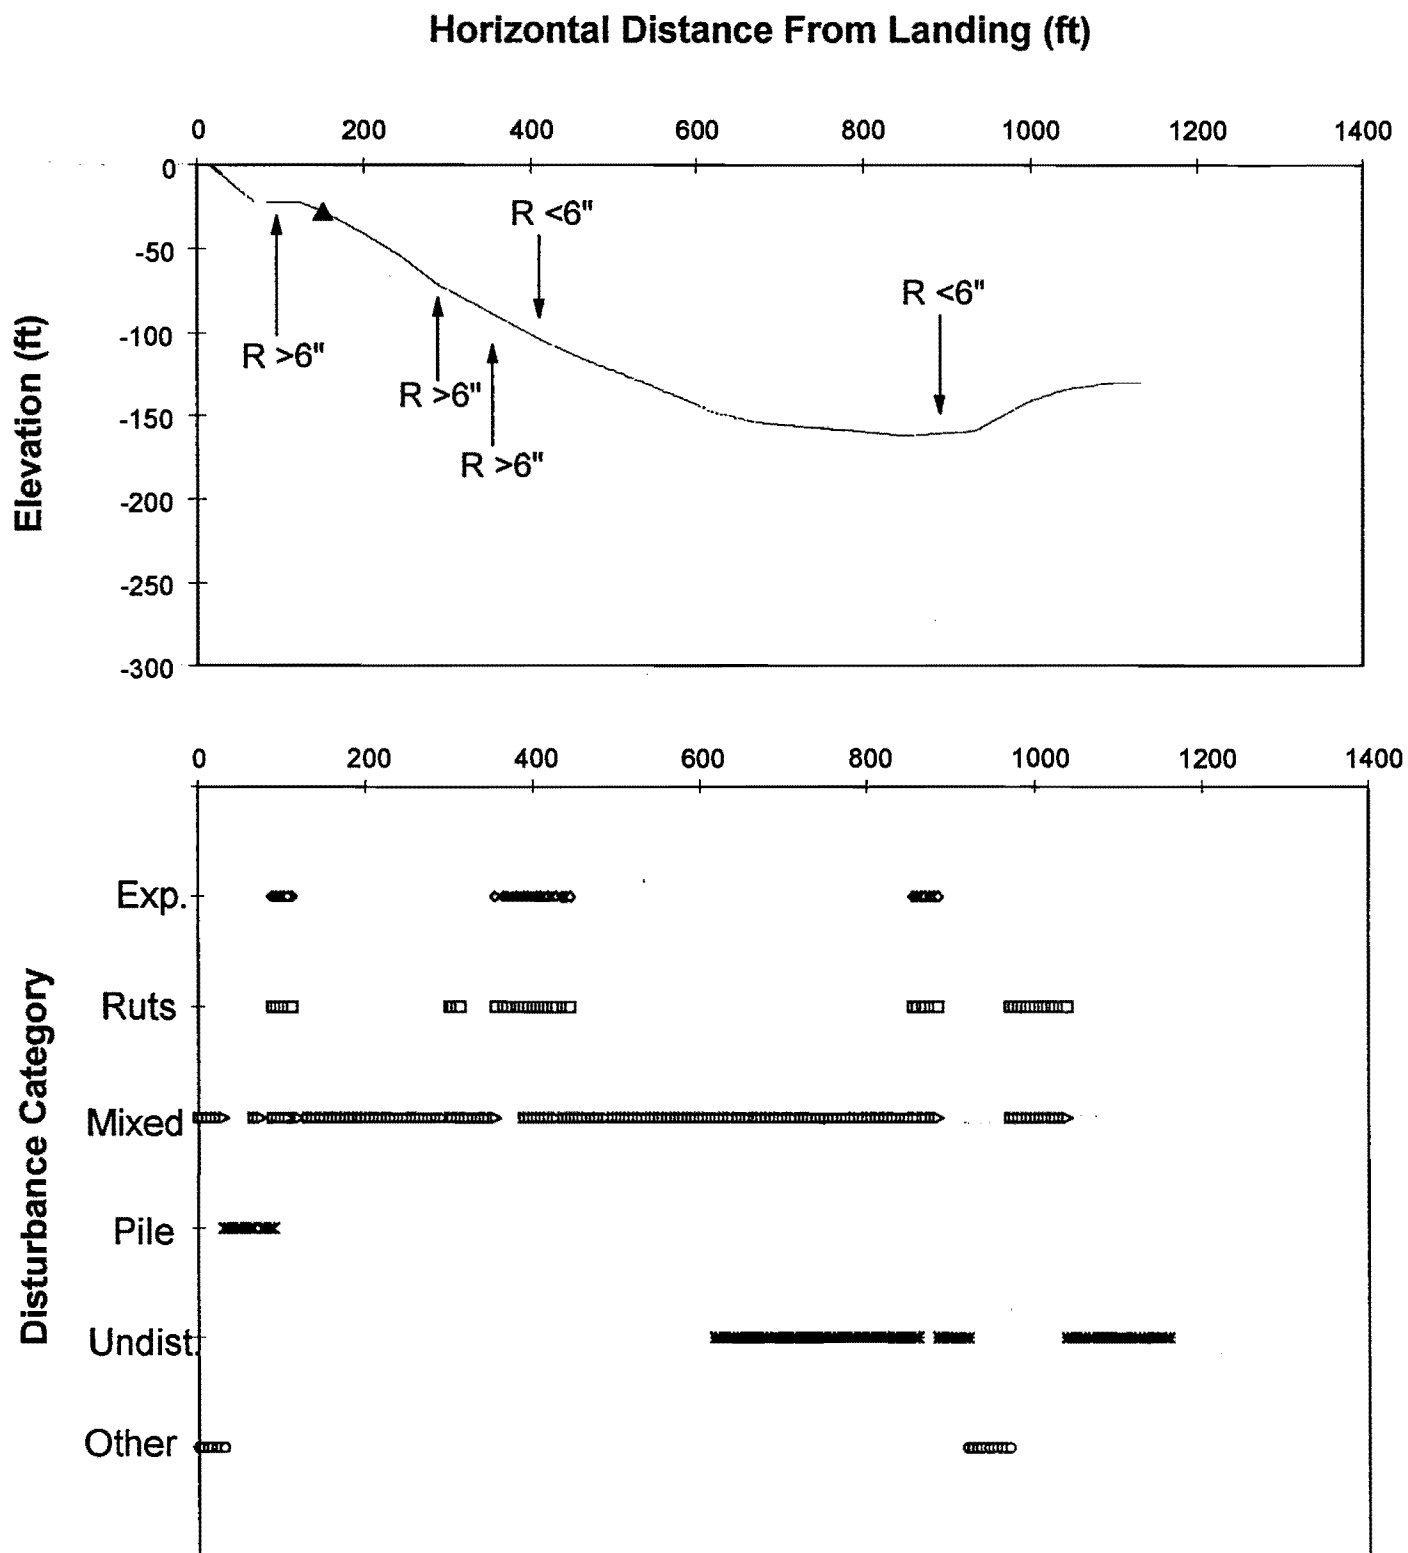 Horizontal Distance From Landing (ft)
0 200 400 600 800 1000 1200 1400
0
-50
-100
-150
-200
-250
-300
Elevation (ft)
R <6"
R <6"
R >6"
R >6"
R >6"
0 200 400 600 800 1000 1200 1400
Disturbance Category
Exp.
Ruts
Mixed
Pile
Undist.
Other